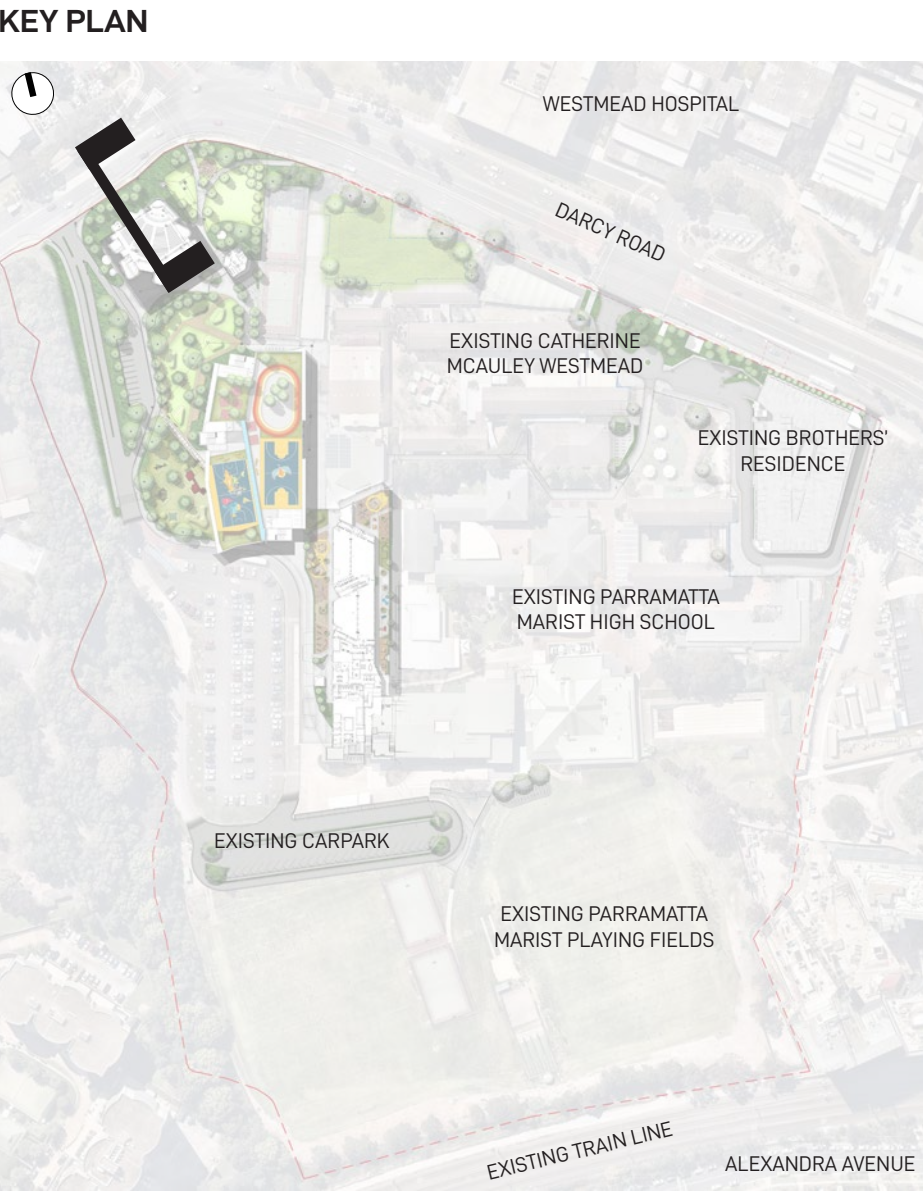 KEY PLAN
WESTMEAD HOSPITAL
DARCY ROAD
EXISTING CATHERINE
MCAULEY WESTMEAD
EXISTING BROTHERS'
RESIDENCE
EXISTING PARRAMATTA
MARIST HIGH SCHOOL
EXISTING CARPARK
EXISTING PARRAMATTA
MARIST PLAYING FIELDS
EXISTING TRAIN LINE
ALEXANDRA AVENUE